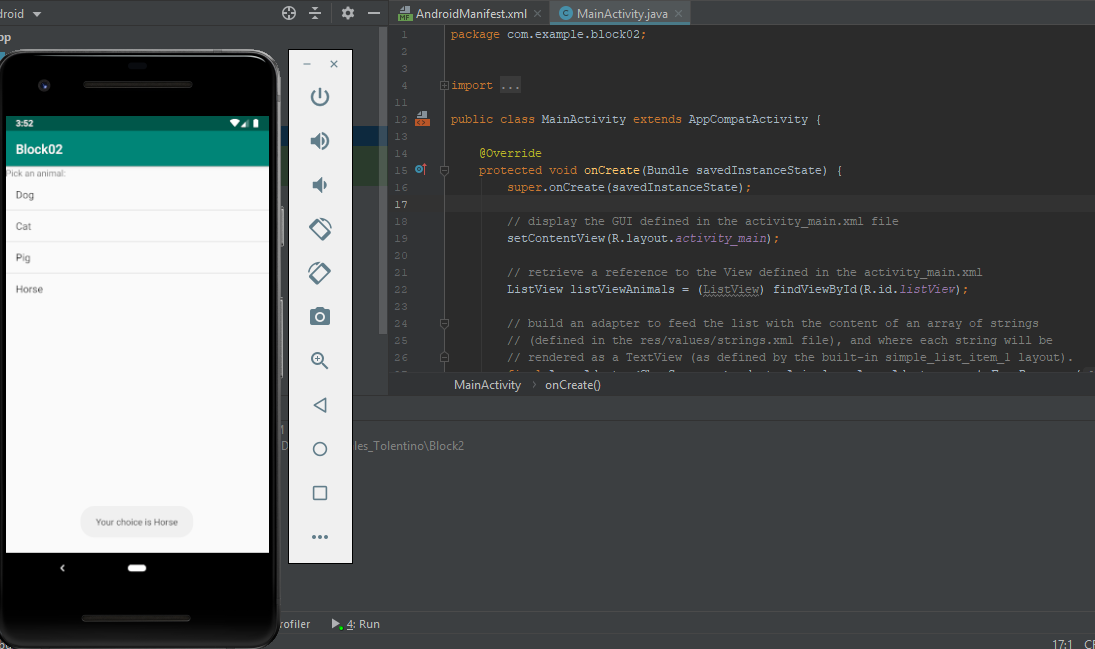 droid
AndroidManifest.xml
MainActivity.java
pp
1 package com.example.block02;
2
3
4 import ...
11
12 public class MainActivity extends AppCompatActivity {
13
14 @Override
15 protected void onCreate(Bundle savedInstanceState) {
16 super.onCreate(savedInstanceState);
17
18 // display the GUI defined in the activity_main.xml file
19 setContentView(R.layout.activity_main);
20
21 // retrieve a reference to the View defined in the activity_main.xml
22 ListView listViewAnimals = (ListView) findViewById(R.id.listView);
23
24 // build an adapter to feed the list with the content of an array of strings
25 // (defined in the res/values/strings.xml file), and where each string will be
26 // rendered as a TextView (as defined by the built-in simple_list_item_1 layout).
MainActivity onCreate()
3:52
Block02
Pick an animal:
Dog
Cat
Pig
Horse
Your choice is Horse
les_Tolentino\Block2
rofiler
4: Run
17:1